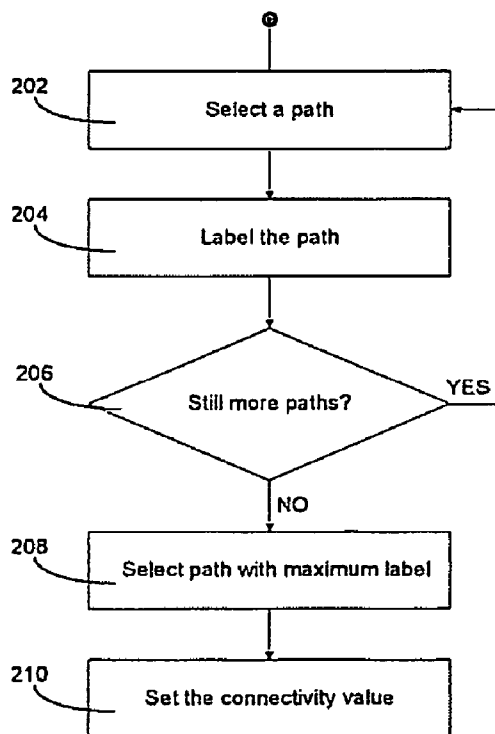 202
Select a path
204
Label the path
206
Still more paths?
YES
NO
208
Select path with maximum label
210
Set the connectivity value